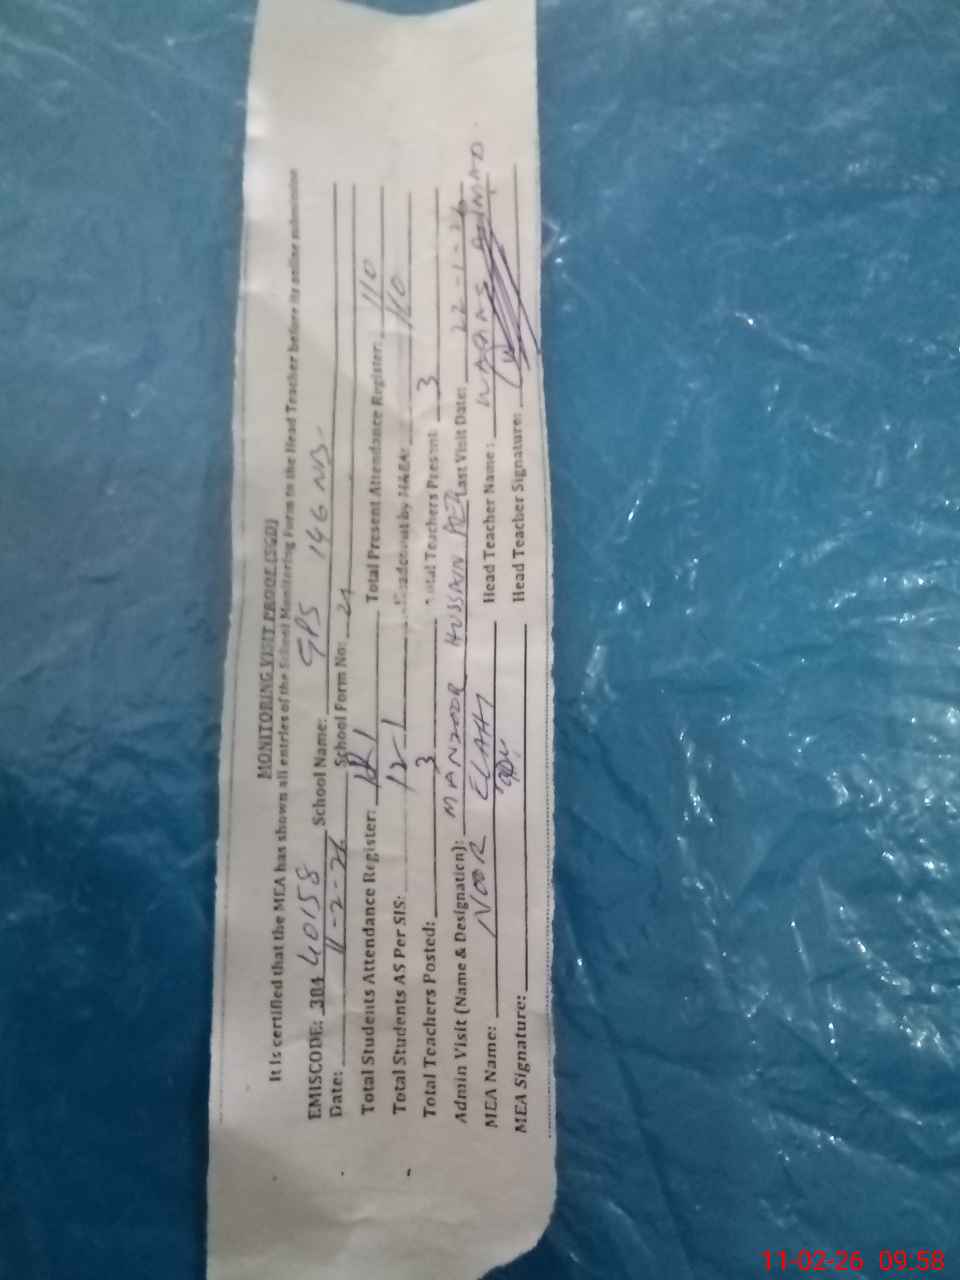 MONITORING VISIT PROOF (SGD)
It is certified that the MEA has shown all entries of the School Monitoring Form to the Head Teacher before its online submission
EMISCODE: 384 40158 School Name: GPS 146 NB
Date: 11-2-26 School Form No: 21
Total Students Attendance Register: 121 Total Present Attendance Register: 110
Total Students AS Per SIS: 121 Headcount by MEA: 110
Total Teachers Posted: 3 Total Teachers Present 3
Admin Visit (Name & Designation): MANZOOR HUSSAIN Last Visit Date: 22-1-26
MEA Name: NOOR ELAHI Head Teacher Name: AHMAD
MEA Signature: Head Teacher Signature:
11-02-26 09:58